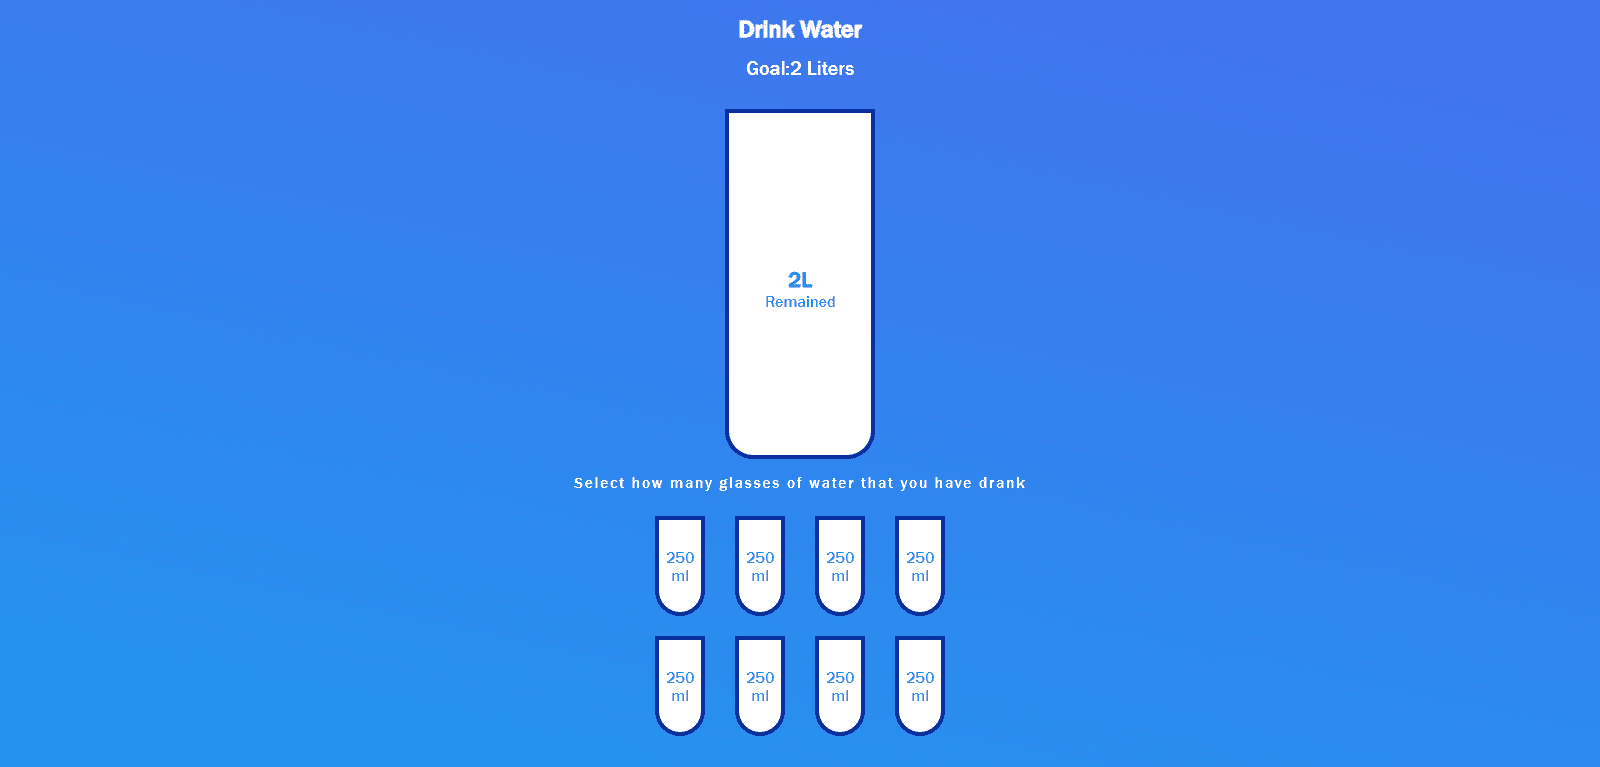 Drink Water
Goal:2 Liters
2L
Remained
Select how many glasses of water that you have drank
250 250 250 250
ml ml ml ml
250 250 250 250
ml ml ml ml